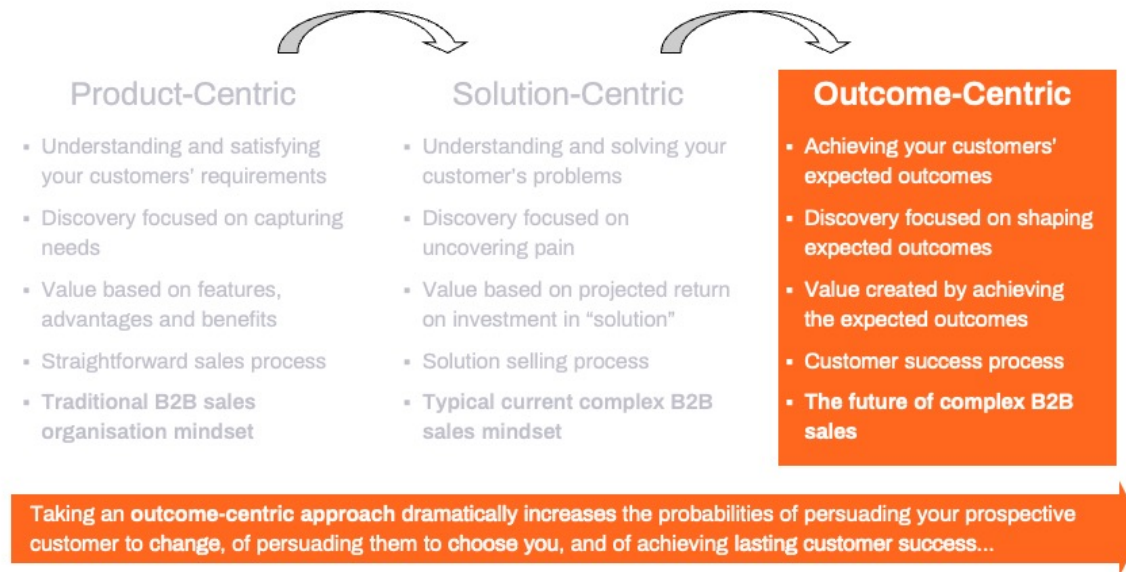 Product-Centric
▪ Understanding and satisfying
your customers' requirements
▪ Discovery focused on capturing
needs
▪ Value based on features,
advantages and benefits
▪ Straightforward sales process
▪ Traditional B2B sales
organisation mindset
Solution-Centric
▪ Understanding and solving your
customer's problems
▪ Discovery focused on
uncovering pain
▪ Value based on projected return
on investment in “solution”
▪ Solution selling process
▪ Typical current complex B2B
sales mindset
Outcome-Centric
▪ Achieving your customers'
expected outcomes
▪ Discovery focused on shaping
expected outcomes
▪ Value created by achieving
the expected outcomes
▪ Customer success process
▪ The future of complex B2B
sales
Taking an outcome-centric approach dramatically increases the probabilities of persuading your prospective
customer to change, of persuading them to choose you, and of achieving lasting customer success...